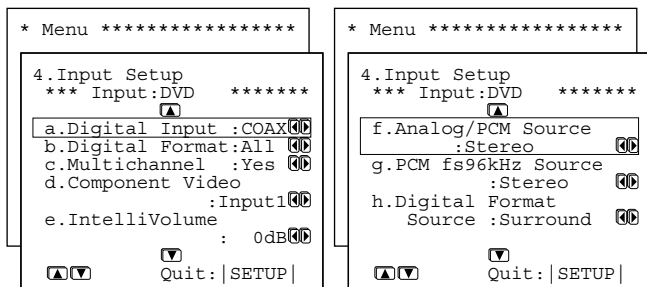 * Menu *****************
4.Input Setup
*** Input:DVD *******
a.Digital Input :COAX
b.Digital Format:All
c.Multichannel :Yes
d.Component Video
:Input1
e.IntelliVolume
: 0dB
Quit:|SETUP|
* Menu *****************
4.Input Setup
*** Input:DVD *******
f.Analog/PCM Source
:Stereo
g.PCM fs96kHz Source
:Stereo
h.Digital Format
Source :Surround
Quit:|SETUP|